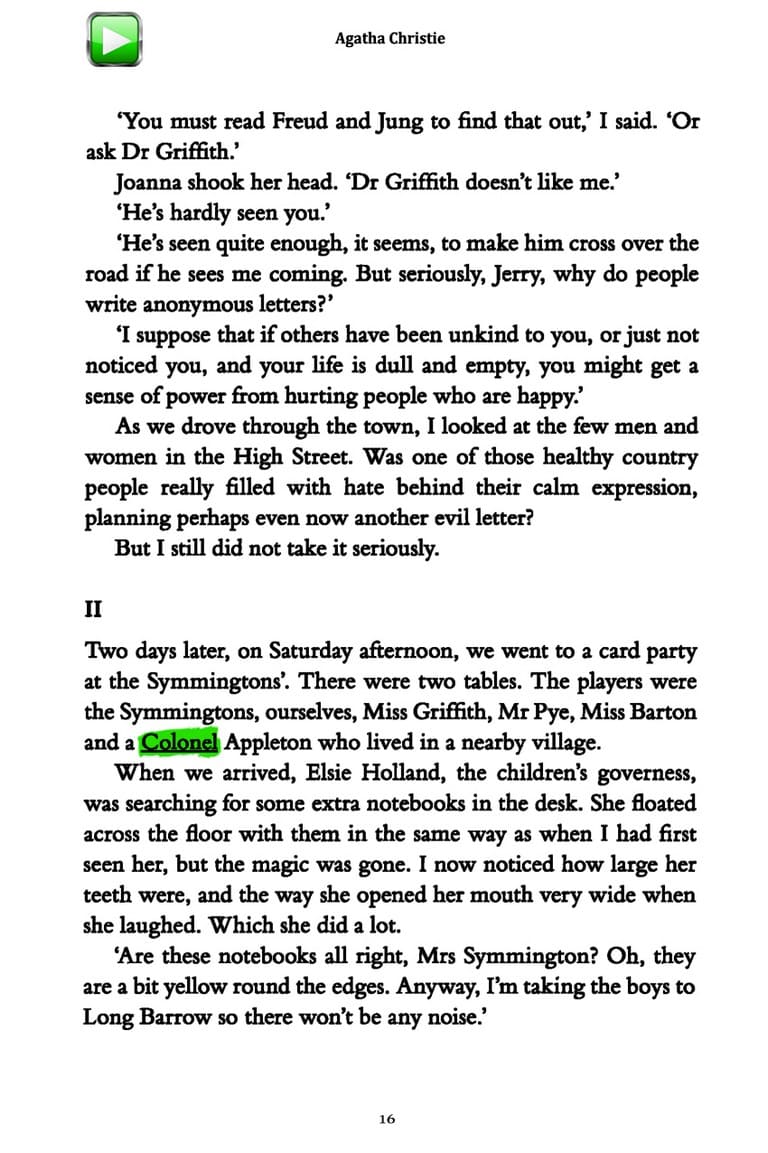 Agatha Christie
‘You must read Freud and Jung to find that out,’ I said. ‘Or
ask Dr Griffith.’
Joanna shook her head. ‘Dr Griffith doesn’t like me.’
‘He’s hardly seen you.’
‘He’s seen quite enough, it seems, to make him cross over the
road if he sees me coming. But seriously, Jerry, why do people
write anonymous letters?’
‘I suppose that if others have been unkind to you, or just not
noticed you, and your life is dull and empty, you might get a
sense of power from hurting people who are happy.’
As we drove through the town, I looked at the few men and
women in the High Street. Was one of those healthy country
people really filled with hate behind their calm expression,
planning perhaps even now another evil letter?
But I still did not take it seriously.
II
Two days later, on Saturday afternoon, we went to a card party
at the Symmingtons’. There were two tables. The players were
the Symmingtons, ourselves, Miss Griffith, Mr Pye, Miss Barton
and a Colonel Appleton who lived in a nearby village.
When we arrived, Elsie Holland, the children’s governess,
was searching for some extra notebooks in the desk. She floated
across the floor with them in the same way as when I had first
seen her, but the magic was gone. I now noticed how large her
teeth were, and the way she opened her mouth very wide when
she laughed. Which she did a lot.
‘Are these notebooks all right, Mrs Symmington? Oh, they
are a bit yellow round the edges. Anyway, I’m taking the boys to
Long Barrow so there won’t be any noise.’
16